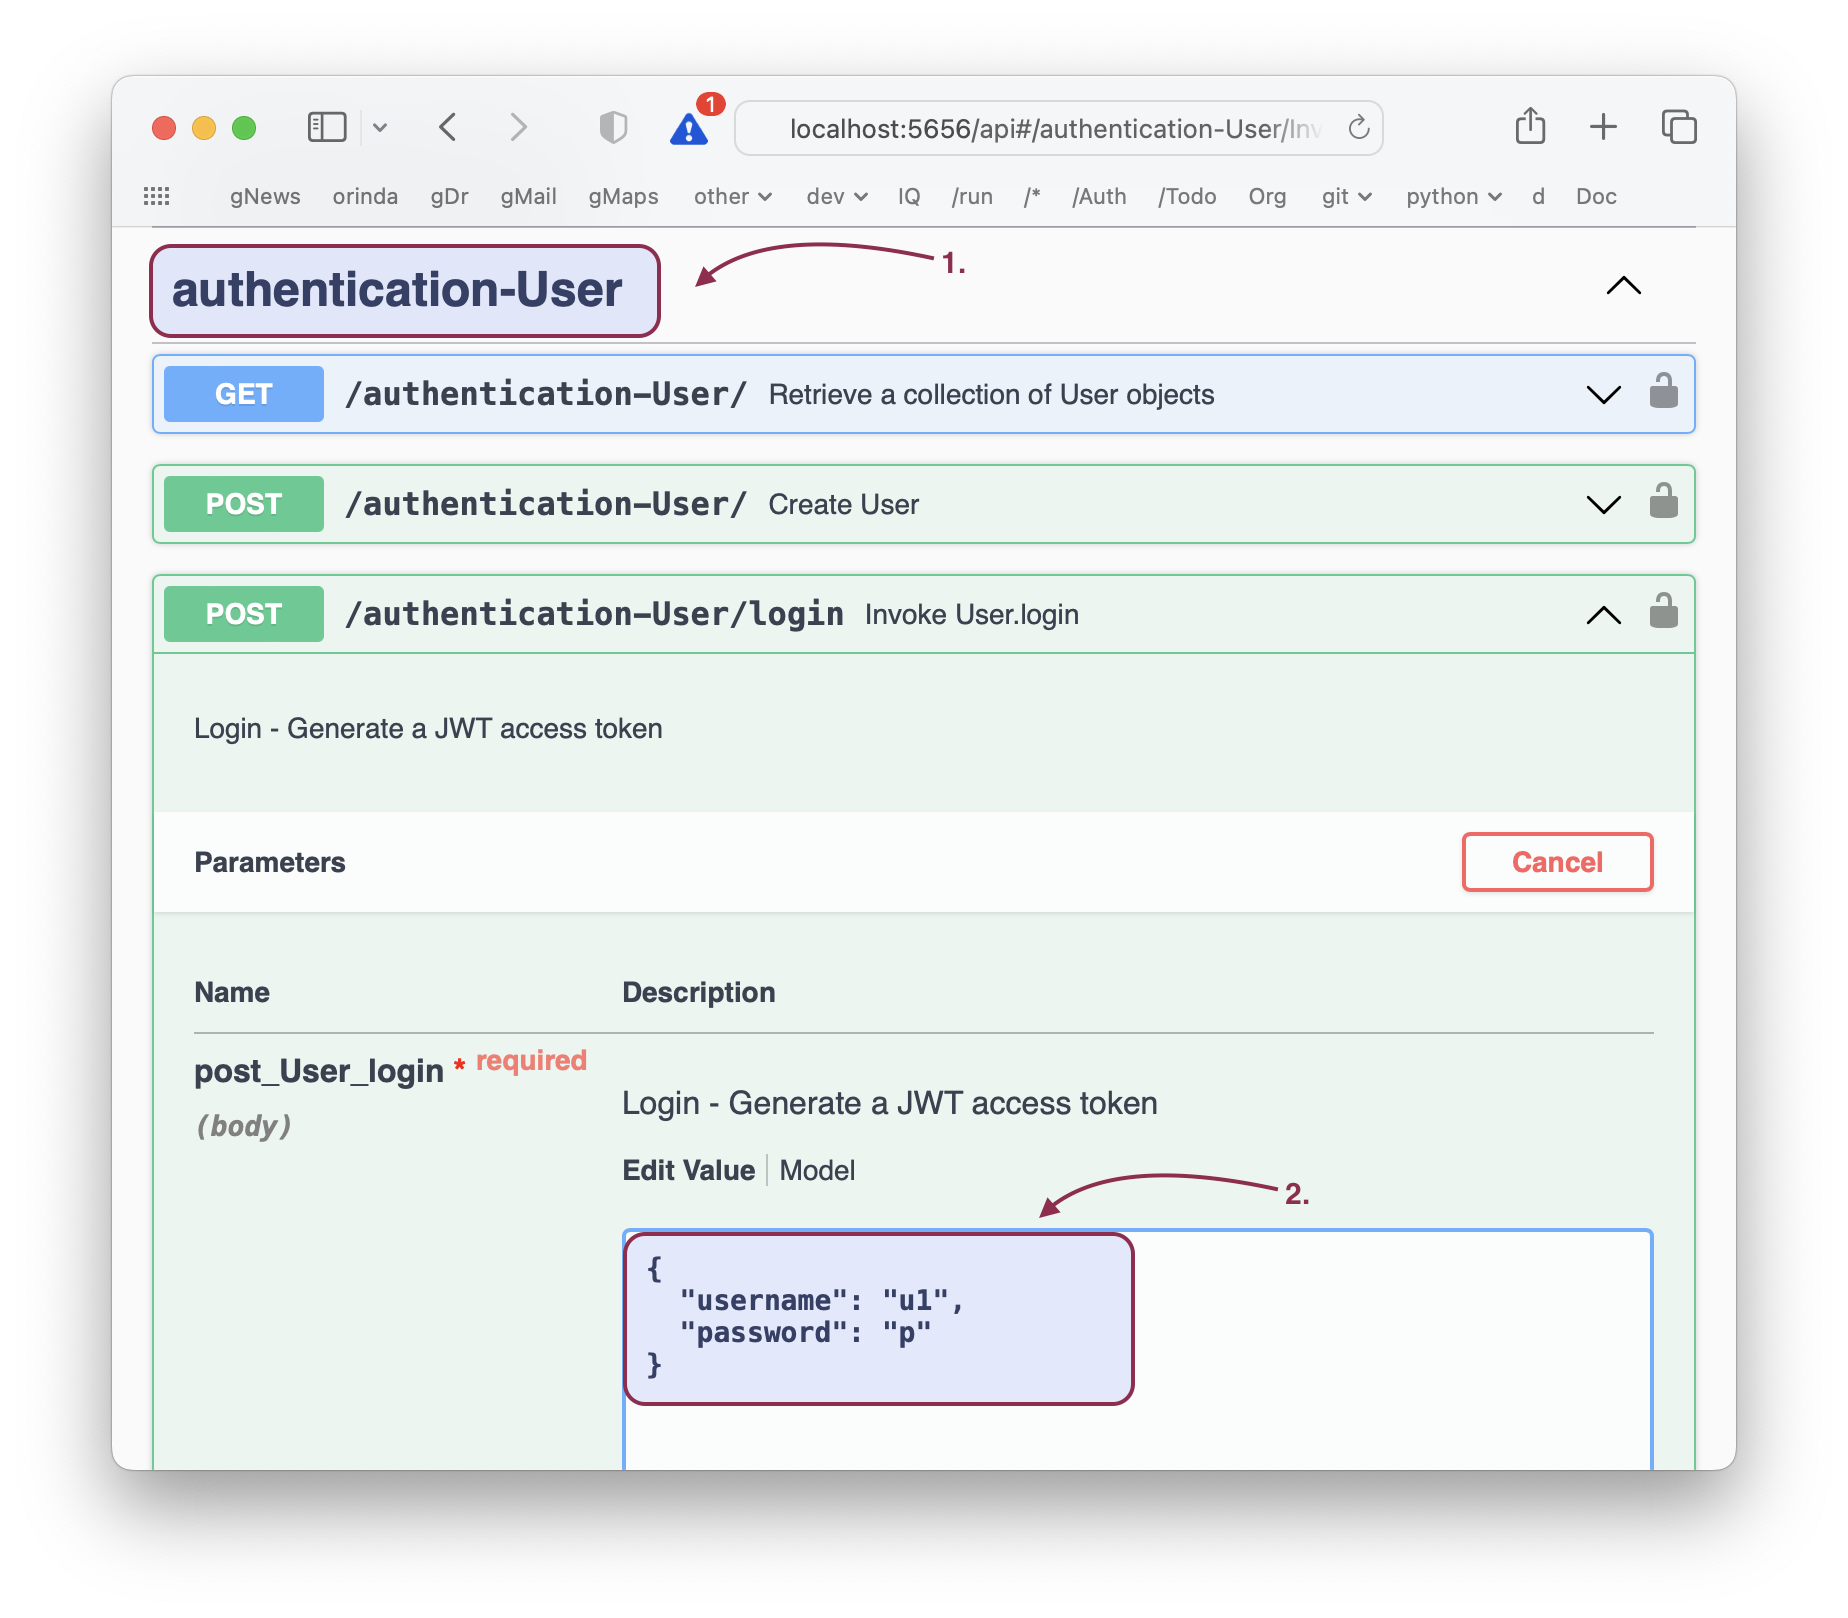 1
localhost:5656/api#/authentication-User/Inv
gNews orinda gDr gMail gMaps other dev IQ /run /* /Auth /Todo Org git python d Doc
authentication-User
1.
GET /authentication-User/ Retrieve a collection of User objects
POST /authentication-User/ Create User
POST /authentication-User/login Invoke User.login
Login - Generate a JWT access token
Parameters Cancel
Name Description
post_User_login * required
(body)
Login - Generate a JWT access token
Edit Value Model
2.
{
"username": "u1",
"password": "p"
}